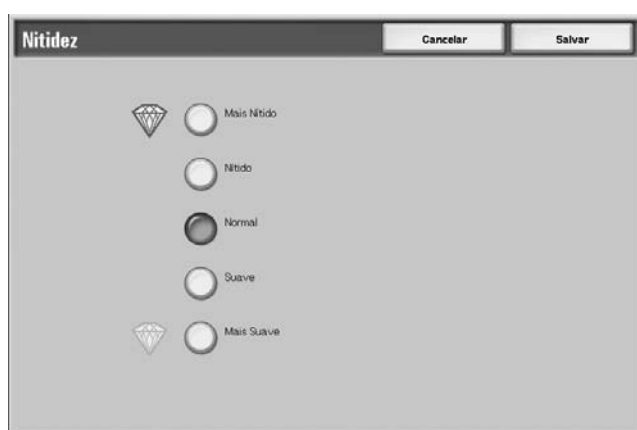 Nitidez
Cancelar
Salvar
Mais Nítido
Nítido
Normal
Suave
Mais Suave